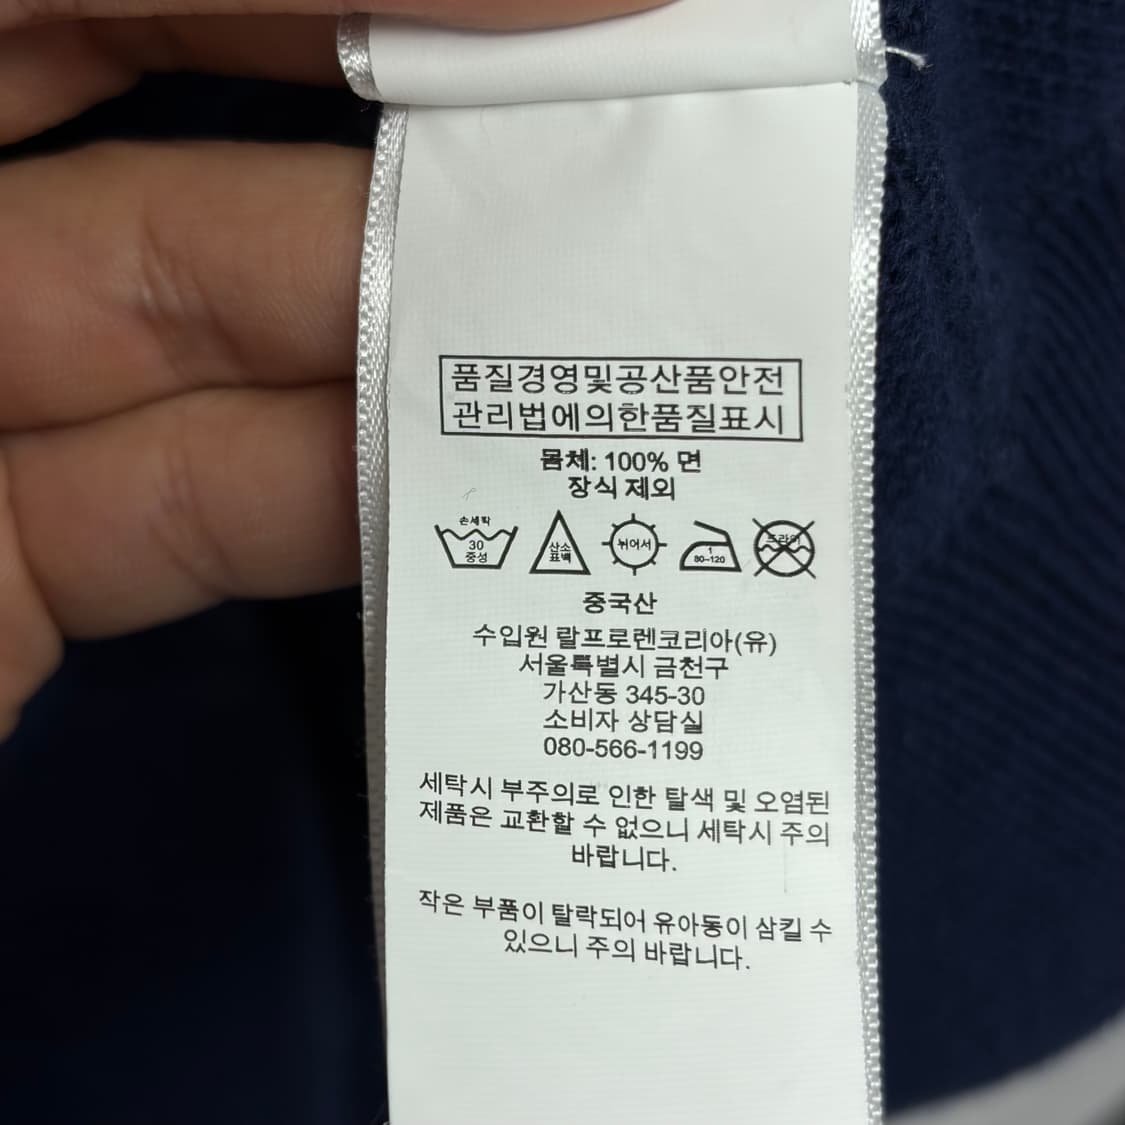 품질경영및공산품안전
관리법에의한품질표시
몸체: 100% 면
장식 제외
손세탁
30
중성
산소
표백
뉘어서
1
80-120
드라이
중국산
수입원 랄프로렌코리아(유)
서울특별시 금천구
가산동 345-30
소비자 상담실
080-566-1199
세탁시 부주의로 인한 탈색 및 오염된
제품은 교환할 수 없으니 세탁시 주의
바랍니다.
작은 부품이 탈락되어 유아동이 삼킬 수
있으니 주의 바랍니다.